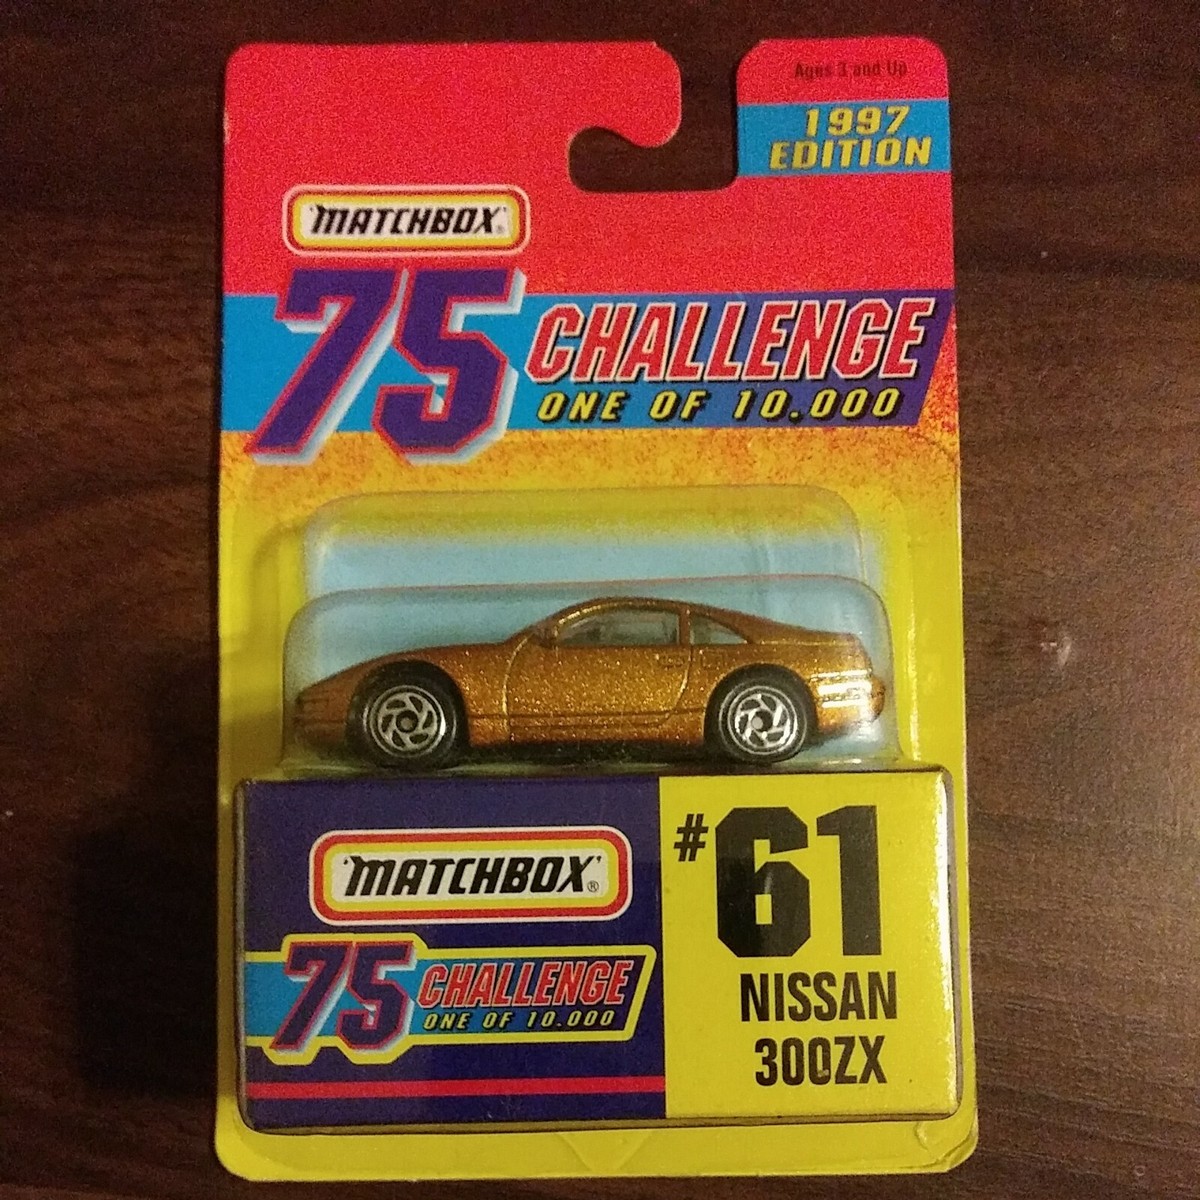 Ages 3 and Up
1997
EDITION
'MATCHBOX'®
75 CHALLENGE
ONE OF 10.000
'MATCHBOX'®
75 CHALLENGE
ONE OF 10.000
#61
NISSAN
300ZX